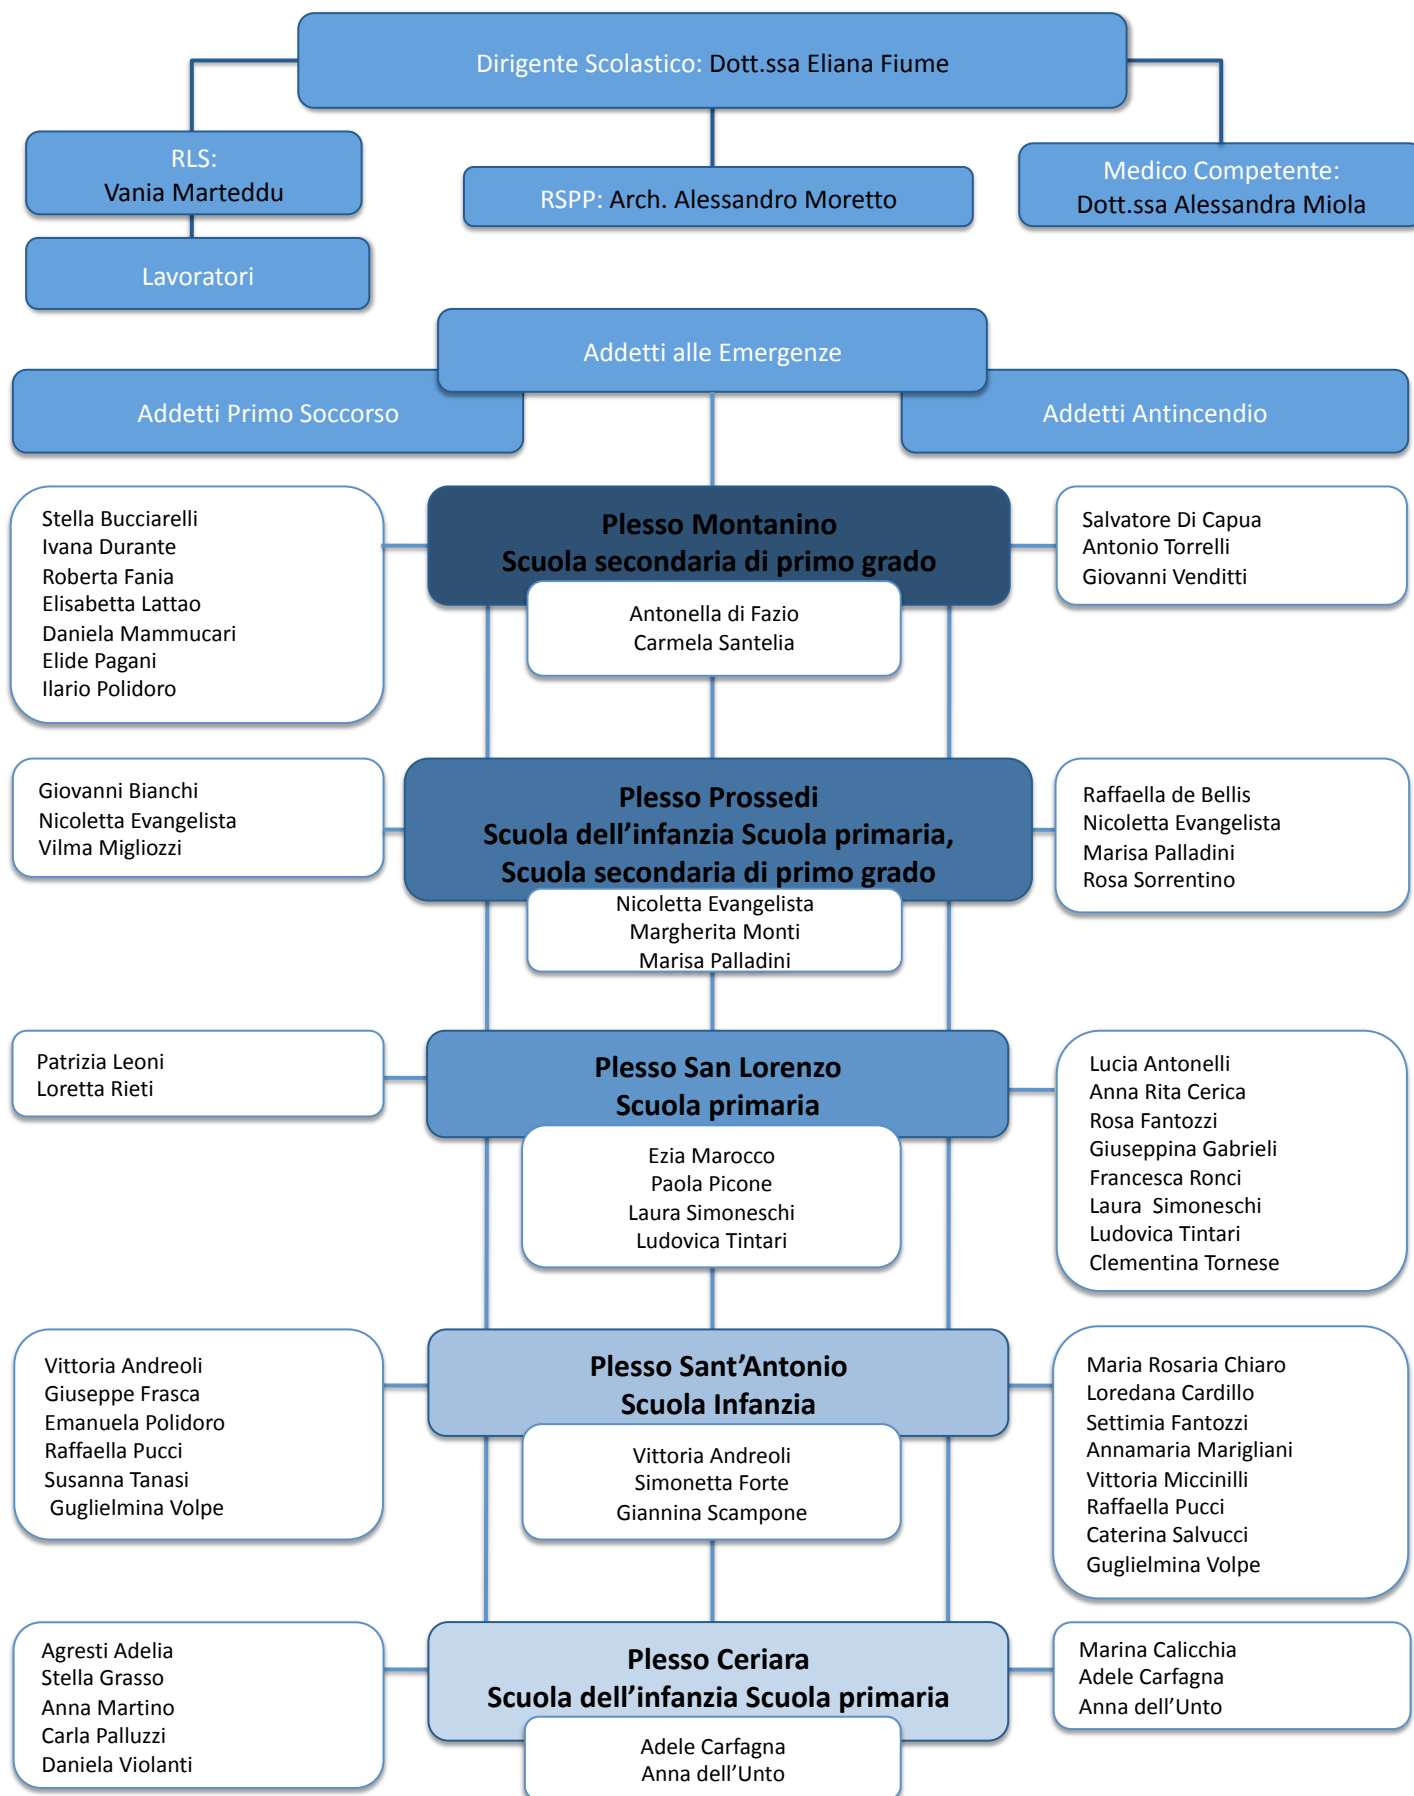 Dirigente Scolastico: Dott.ssa Eliana Fiume
RLS:
Vania Marteddu
RSPP: Arch. Alessandro Moretto
Medico Competente:
Dott.ssa Alessandra Miola
Lavoratori
Addetti alle Emergenze
Addetti Primo Soccorso
Addetti Antincendio
Stella Bucciarelli
Ivana Durante
Roberta Fania
Elisabetta Lattao
Daniela Mammucari
Elide Pagani
Ilario Polidoro
Plesso Montanino
Scuola secondaria di primo grado
Antonella di Fazio
Carmela Santelia
Salvatore Di Capua
Antonio Torrelli
Giovanni Venditti
Giovanni Bianchi
Nicoletta Evangelista
Vilma Migliozzi
Plesso Prossedi
Scuola dell’infanzia Scuola primaria,
Scuola secondaria di primo grado
Nicoletta Evangelista
Margherita Monti
Marisa Palladini
Raffaella de Bellis
Nicoletta Evangelista
Marisa Palladini
Rosa Sorrentino
Patrizia Leoni
Loretta Rieti
Plesso San Lorenzo
Scuola primaria
Ezia Marocco
Paola Picone
Laura Simoneschi
Ludovica Tintari
Lucia Antonelli
Anna Rita Cerica
Rosa Fantozzi
Giuseppina Gabrieli
Francesca Ronci
Laura  Simoneschi
Ludovica Tintari
Clementina Tornese
Vittoria Andreoli
Giuseppe Frasca
Emanuela Polidoro
Raffaella Pucci
Susanna Tanasi
Guglielmina Volpe
Plesso Sant’Antonio
Scuola Infanzia
Vittoria Andreoli
Simonetta Forte
Giannina Scampone
Maria Rosaria Chiaro
Loredana Cardillo
Settimia Fantozzi
Annamaria Marigliani
Vittoria Miccinilli
Raffaella Pucci
Caterina Salvucci
Guglielmina Volpe
Agresti Adelia
Stella Grasso
Anna Martino
Carla Palluzzi
Daniela Violanti
Plesso Ceriara
Scuola dell’infanzia Scuola primaria
Adele Carfagna
Anna dell’Unto
Marina Calicchia
Adele Carfagna
Anna dell’Unto